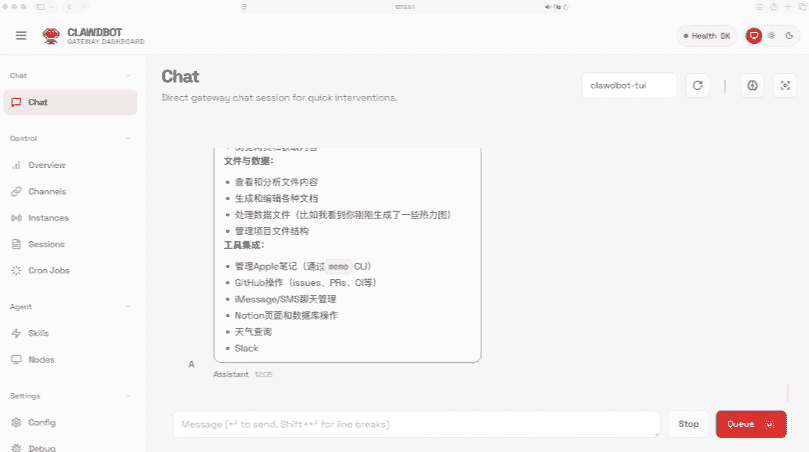 127.0.0.1
CLAWDBOT
GATEWAY DASHBOARD
Health OK
Chat
Chat
Control
Overview
Channels
Instances
Sessions
Cron Jobs
Agent
Skills
Nodes
Settings
Config
Debug
Chat
Direct gateway chat session for quick interventions.
clawdbot-tui
文件与数据：
• 查看和分析文件内容
• 生成和编辑各种文档
• 处理数据文件（比如我看到你刚刚生成了一些热力图）
• 管理项目文件结构
工具集成：
• 管理Apple笔记（通过 memo CLI）
• GitHub操作（issues、PRs、CI等）
• iMessage/SMS聊天管理
• Notion页面和数据库操作
• 天气查询
• Slack
A
Assistant 12:05
Message (↩ to send, Shift+↩ for line breaks)
Stop
Queue